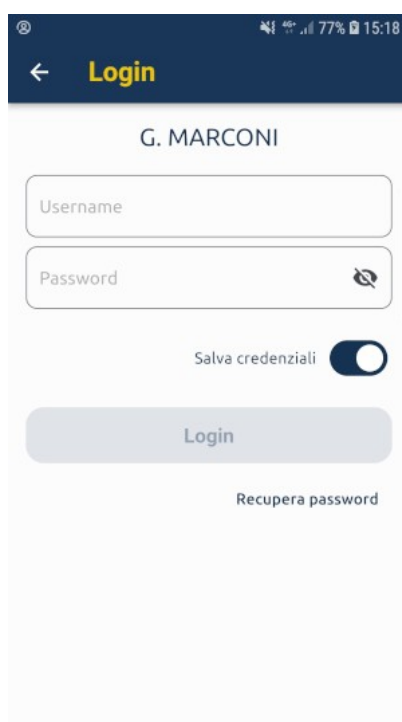 77% 15:18
Login
G. MARCONI
Username
Password
Salva credenziali
Login
Recupera password